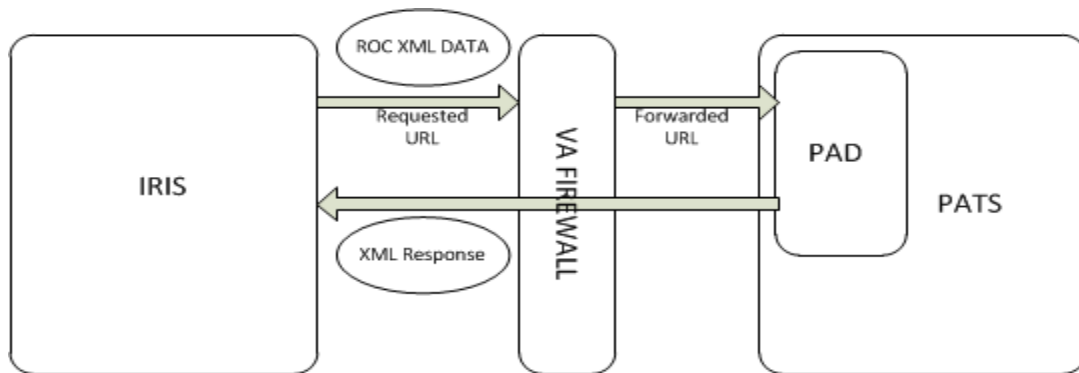 ROC XML DATA
Requested
URL
Forwarded
URL
IRIS
VA FIREWALL
PAD
PATS
XML Response